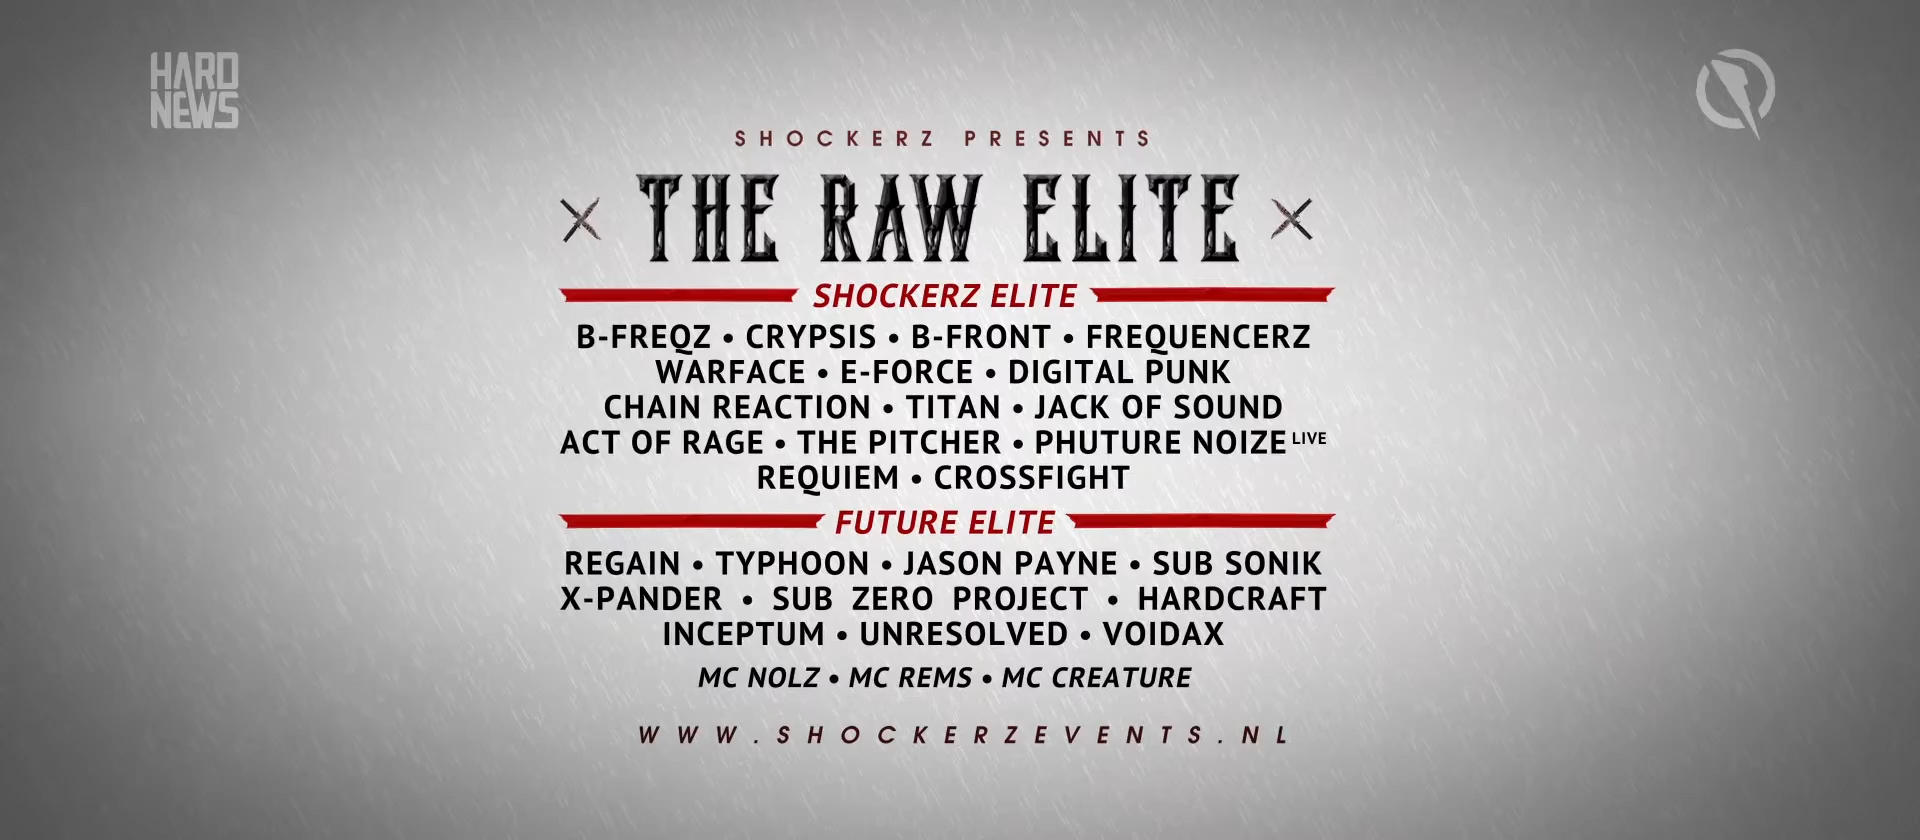 HARD
NEWS
SHOCKERZ PRESENTS
THE RAW ELITE
SHOCKERZ ELITE
B-FREQZ • CRYPSIS • B-FRONT • FREQUENCERZ
WARFACE • E-FORCE • DIGITAL PUNK
CHAIN REACTION • TITAN • JACK OF SOUND
ACT OF RAGE • THE PITCHER • PHUTURE NOIZE LIVE
REQUIEM • CROSSFIGHT
FUTURE ELITE
REGAIN • TYPHOON • JASON PAYNE • SUB SONIK
X-PANDER • SUB ZERO PROJECT • HARDCRAFT
INCEPTUM • UNRESOLVED • VOIDAX
MC NOLZ • MC REMS • MC CREATURE
WWW.SHOCKERZEVENTS.NL